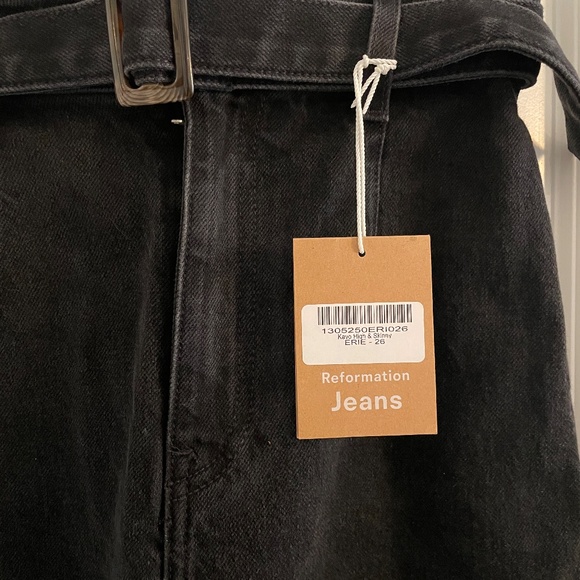 1305250ERI026
Kayo High & Skinny
ERIE - 26
Reformation
Jeans